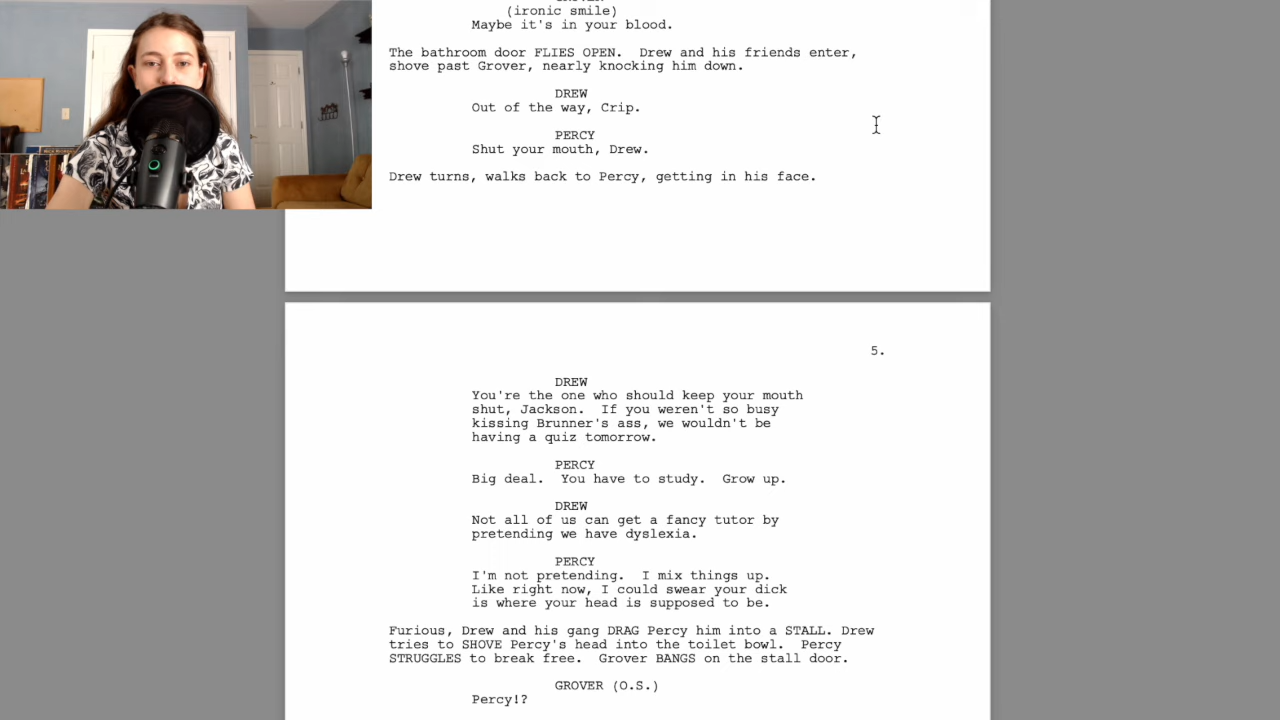 (ironic smile)
Maybe it's in your blood.
The bathroom door FLIES OPEN.  Drew and his friends enter,
shove past Grover, nearly knocking him down.
DREW
Out of the way, Crip.
PERCY
Shut your mouth, Drew.
Drew turns, walks back to Percy, getting in his face.
5.
DREW
You're the one who should keep your mouth
shut, Jackson.  If you weren't so busy
kissing Brunner's ass, we wouldn't be
having a quiz tomorrow.
PERCY
Big deal.  You have to study.  Grow up.
DREW
Not all of us can get a fancy tutor by
pretending we have dyslexia.
PERCY
I'm not pretending.  I mix things up.
Like right now, I could swear your dick
is where your head is supposed to be.
Furious, Drew and his gang DRAG Percy him into a STALL. Drew
tries to SHOVE Percy's head into the toilet bowl.  Percy
STRUGGLES to break free.  Grover BANGS on the stall door.
GROVER (O.S.)
Percy!?